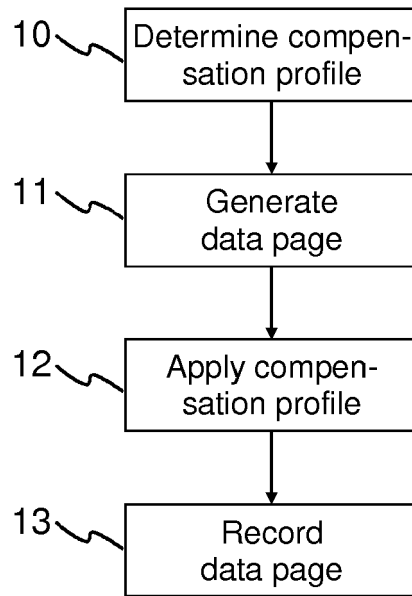 10
Determine compen-
sation profile
11
Generate
data page
12
Apply compen-
sation profile
13
Record
data page